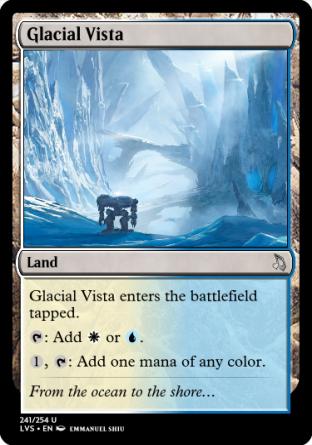 Glacial Vista
Land
Glacial Vista enters the battlefield
tapped.
: Add or .
1, : Add one mana of any color.
From the ocean to the shore…
241/254 U
LVS • EN EMMANUEL SHIU